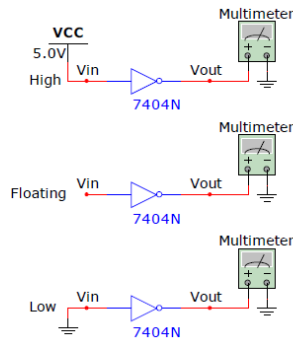 Multimeter
VCC
5.0V
High Vin Vout
+ -
7404N
Multimeter
+ -
Floating Vin Vout
7404N
Multimeter
+ -
Low Vin Vout
7404N